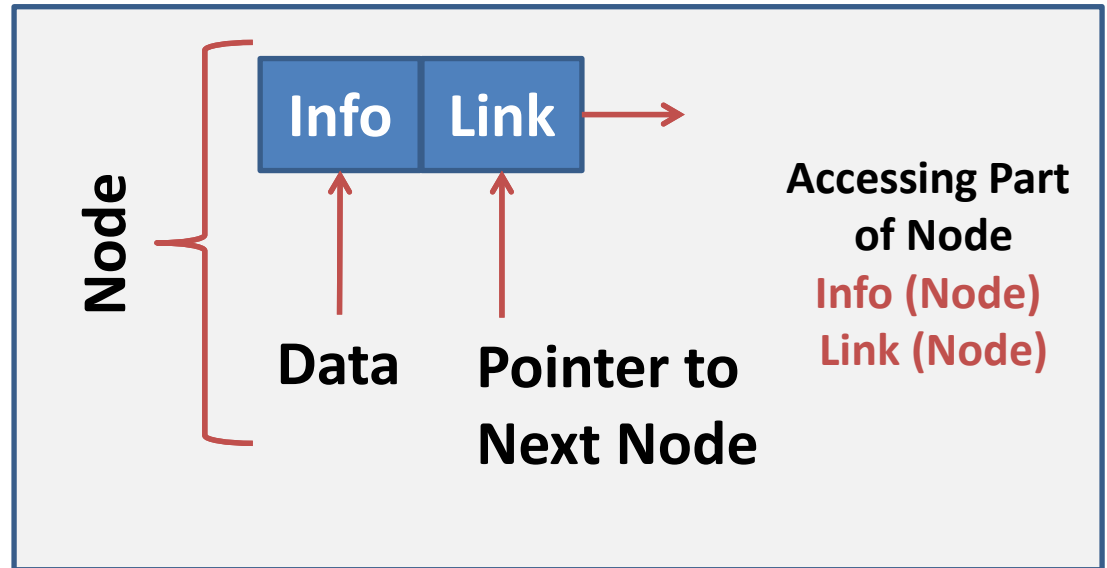 Node
Info
Link
Data
Pointer to
Next Node
Accessing Part
of Node
Info (Node)
Link (Node)